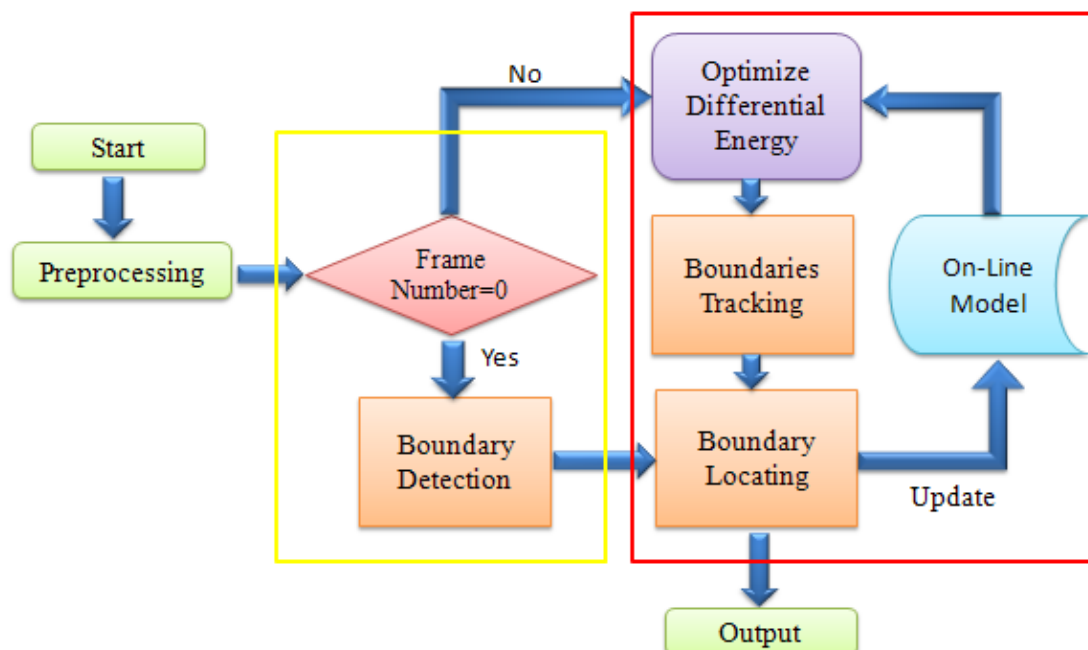 Start
Preprocessing
Frame
Number=0
No
Yes
Boundary
Detection
Optimize
Differential
Energy
Boundaries
Tracking
Boundary
Locating
On-Line
Model
Update
Output